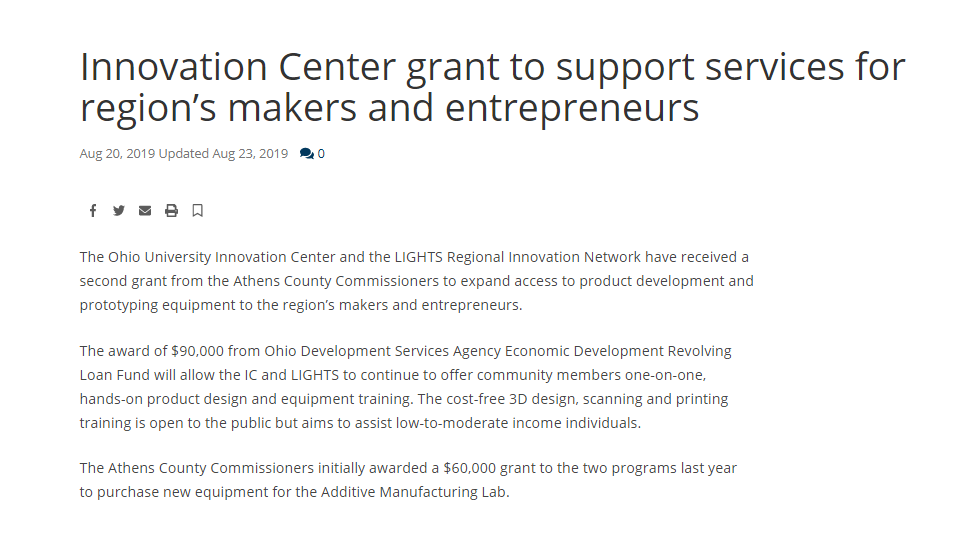 Innovation Center grant to support services for
region’s makers and entrepreneurs
Aug 20, 2019 Updated Aug 23, 2019 0
The Ohio University Innovation Center and the LIGHTS Regional Innovation Network have received a
second grant from the Athens County Commissioners to expand access to product development and
prototyping equipment to the region’s makers and entrepreneurs.
The award of $90,000 from Ohio Development Services Agency Economic Development Revolving
Loan Fund will allow the IC and LIGHTS to continue to offer community members one-on-one,
hands-on product design and equipment training. The cost-free 3D design, scanning and printing
training is open to the public but aims to assist low-to-moderate income individuals.
The Athens County Commissioners initially awarded a $60,000 grant to the two programs last year
to purchase new equipment for the Additive Manufacturing Lab.